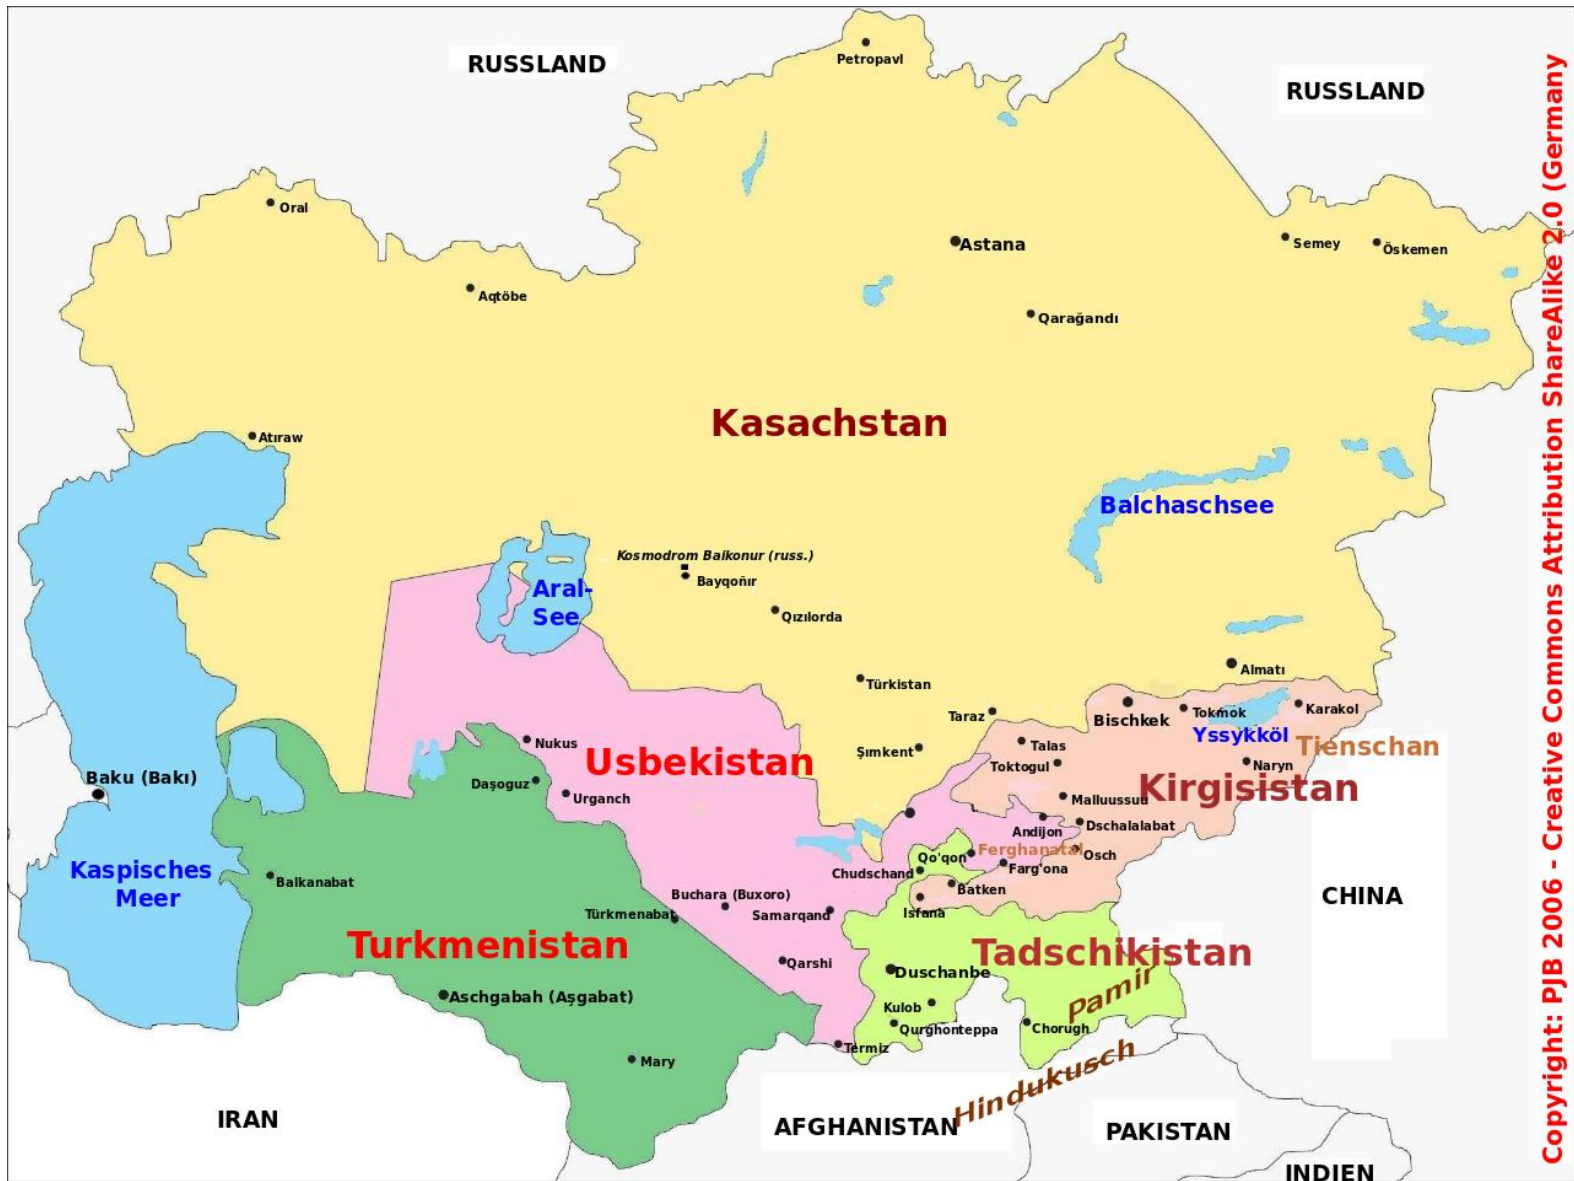 RUSSLAND
RUSSLAND
Petropavl
Oral
Astana
Semey
Öskemen
Aqtöbe
Qarağandı
Kasachstan
Atıraw
Balchaschsee
Kosmodrom Baikonur (russ.)
Bayqoñır
Aral-
See
Qızılorda
Almatı
Türkistan
Taraz
Bischkek
Tokmok
Karakol
Yssykköl
Tienschan
Şımkent
Talas
Toktogul
Naryn
Nukus
Usbekistan
Baku (Bakı)
Daşoguz
Urganch
Kirgisistan
Malluussuu
Andijon
Dschalalabat
Ferghanatal
Osch
Qo'qon
Farg'ona
Chudschand
Batken
Isfana
Kaspisches
Meer
Balkanabat
Buchara (Buxoro)
Türkmenabat
Samarqand
CHINA
Turkmenistan
Tadschikistan
Qarshi
Duschanbe
Pamir
Aschgabah (Aşgabat)
Kulob
Qurghonteppa
Chorugh
Termiz
Mary
Hindukusch
IRAN
AFGHANISTAN
PAKISTAN
INDIEN
Copyright: PJB 2006 - Creative Commons Attribution ShareAlike 2.0 (Germany